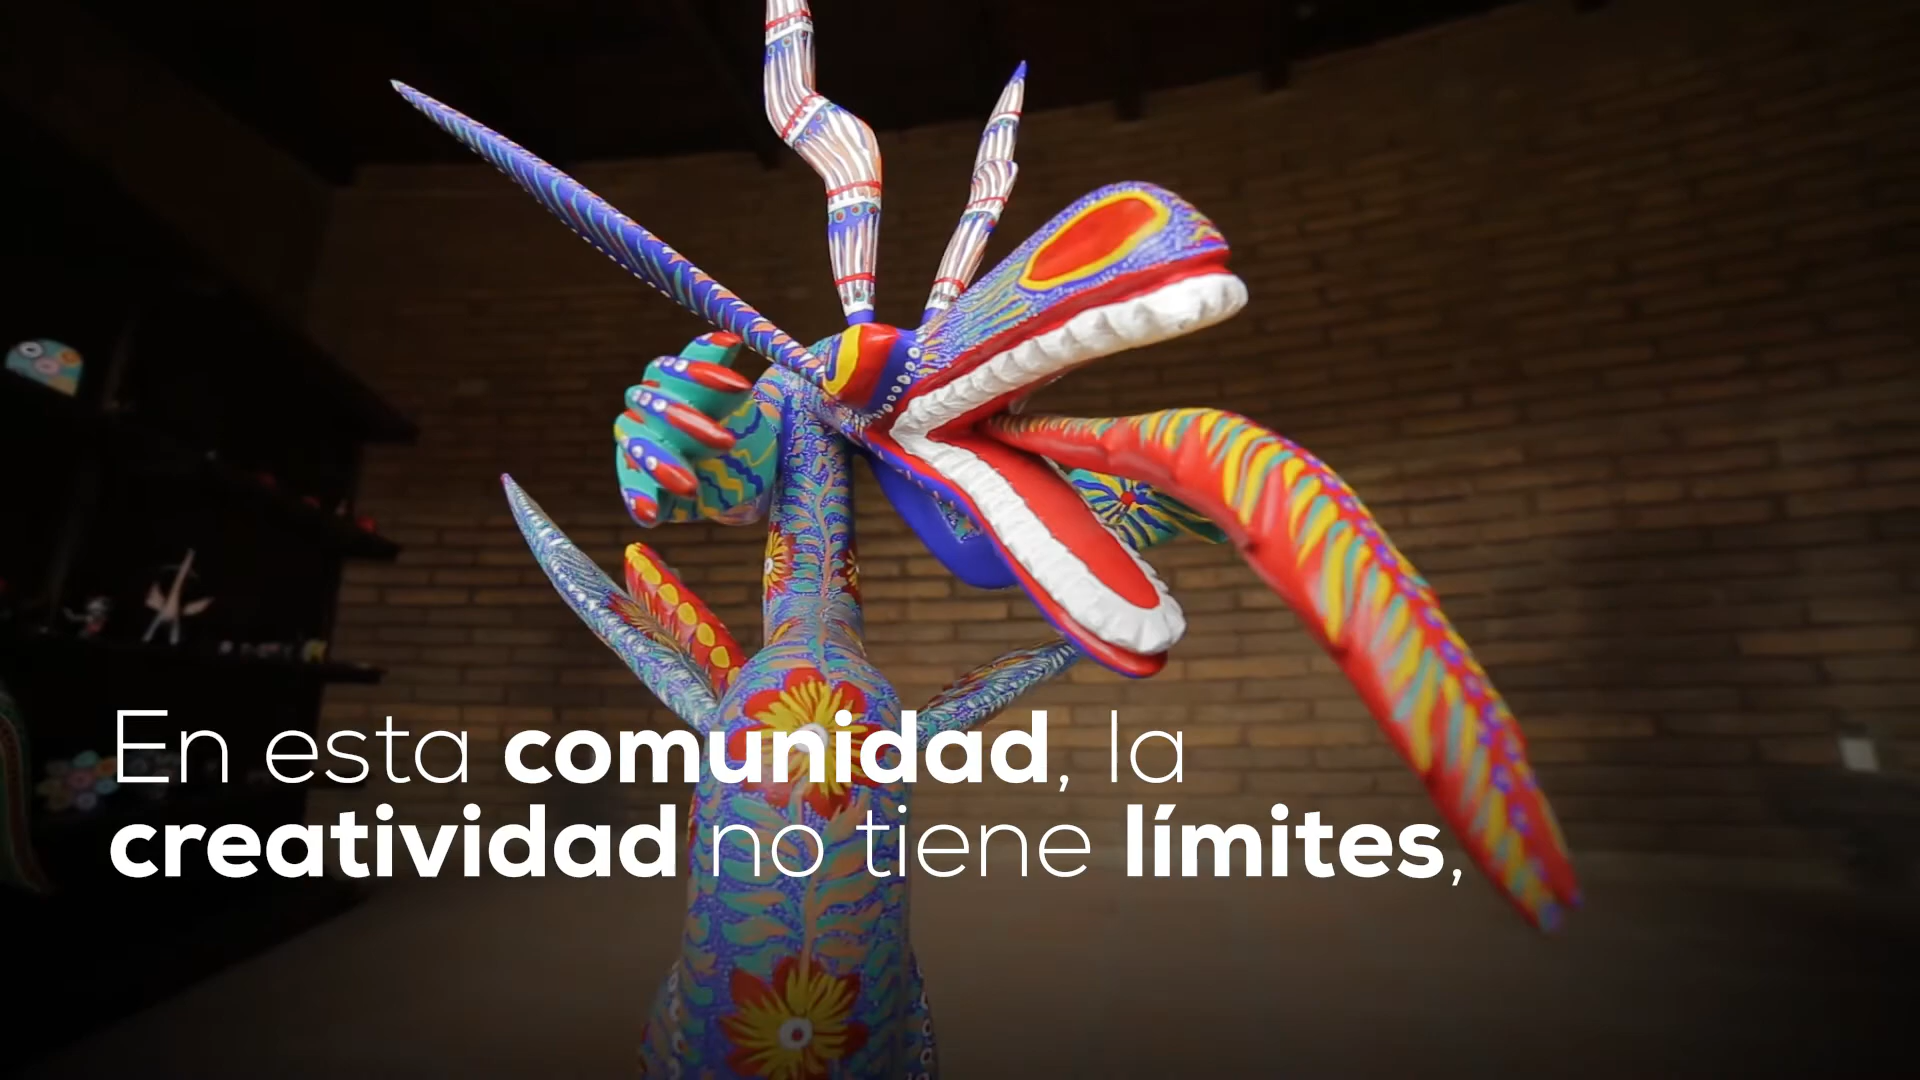 En esta comunidad, la
creatividad no tiene límites,